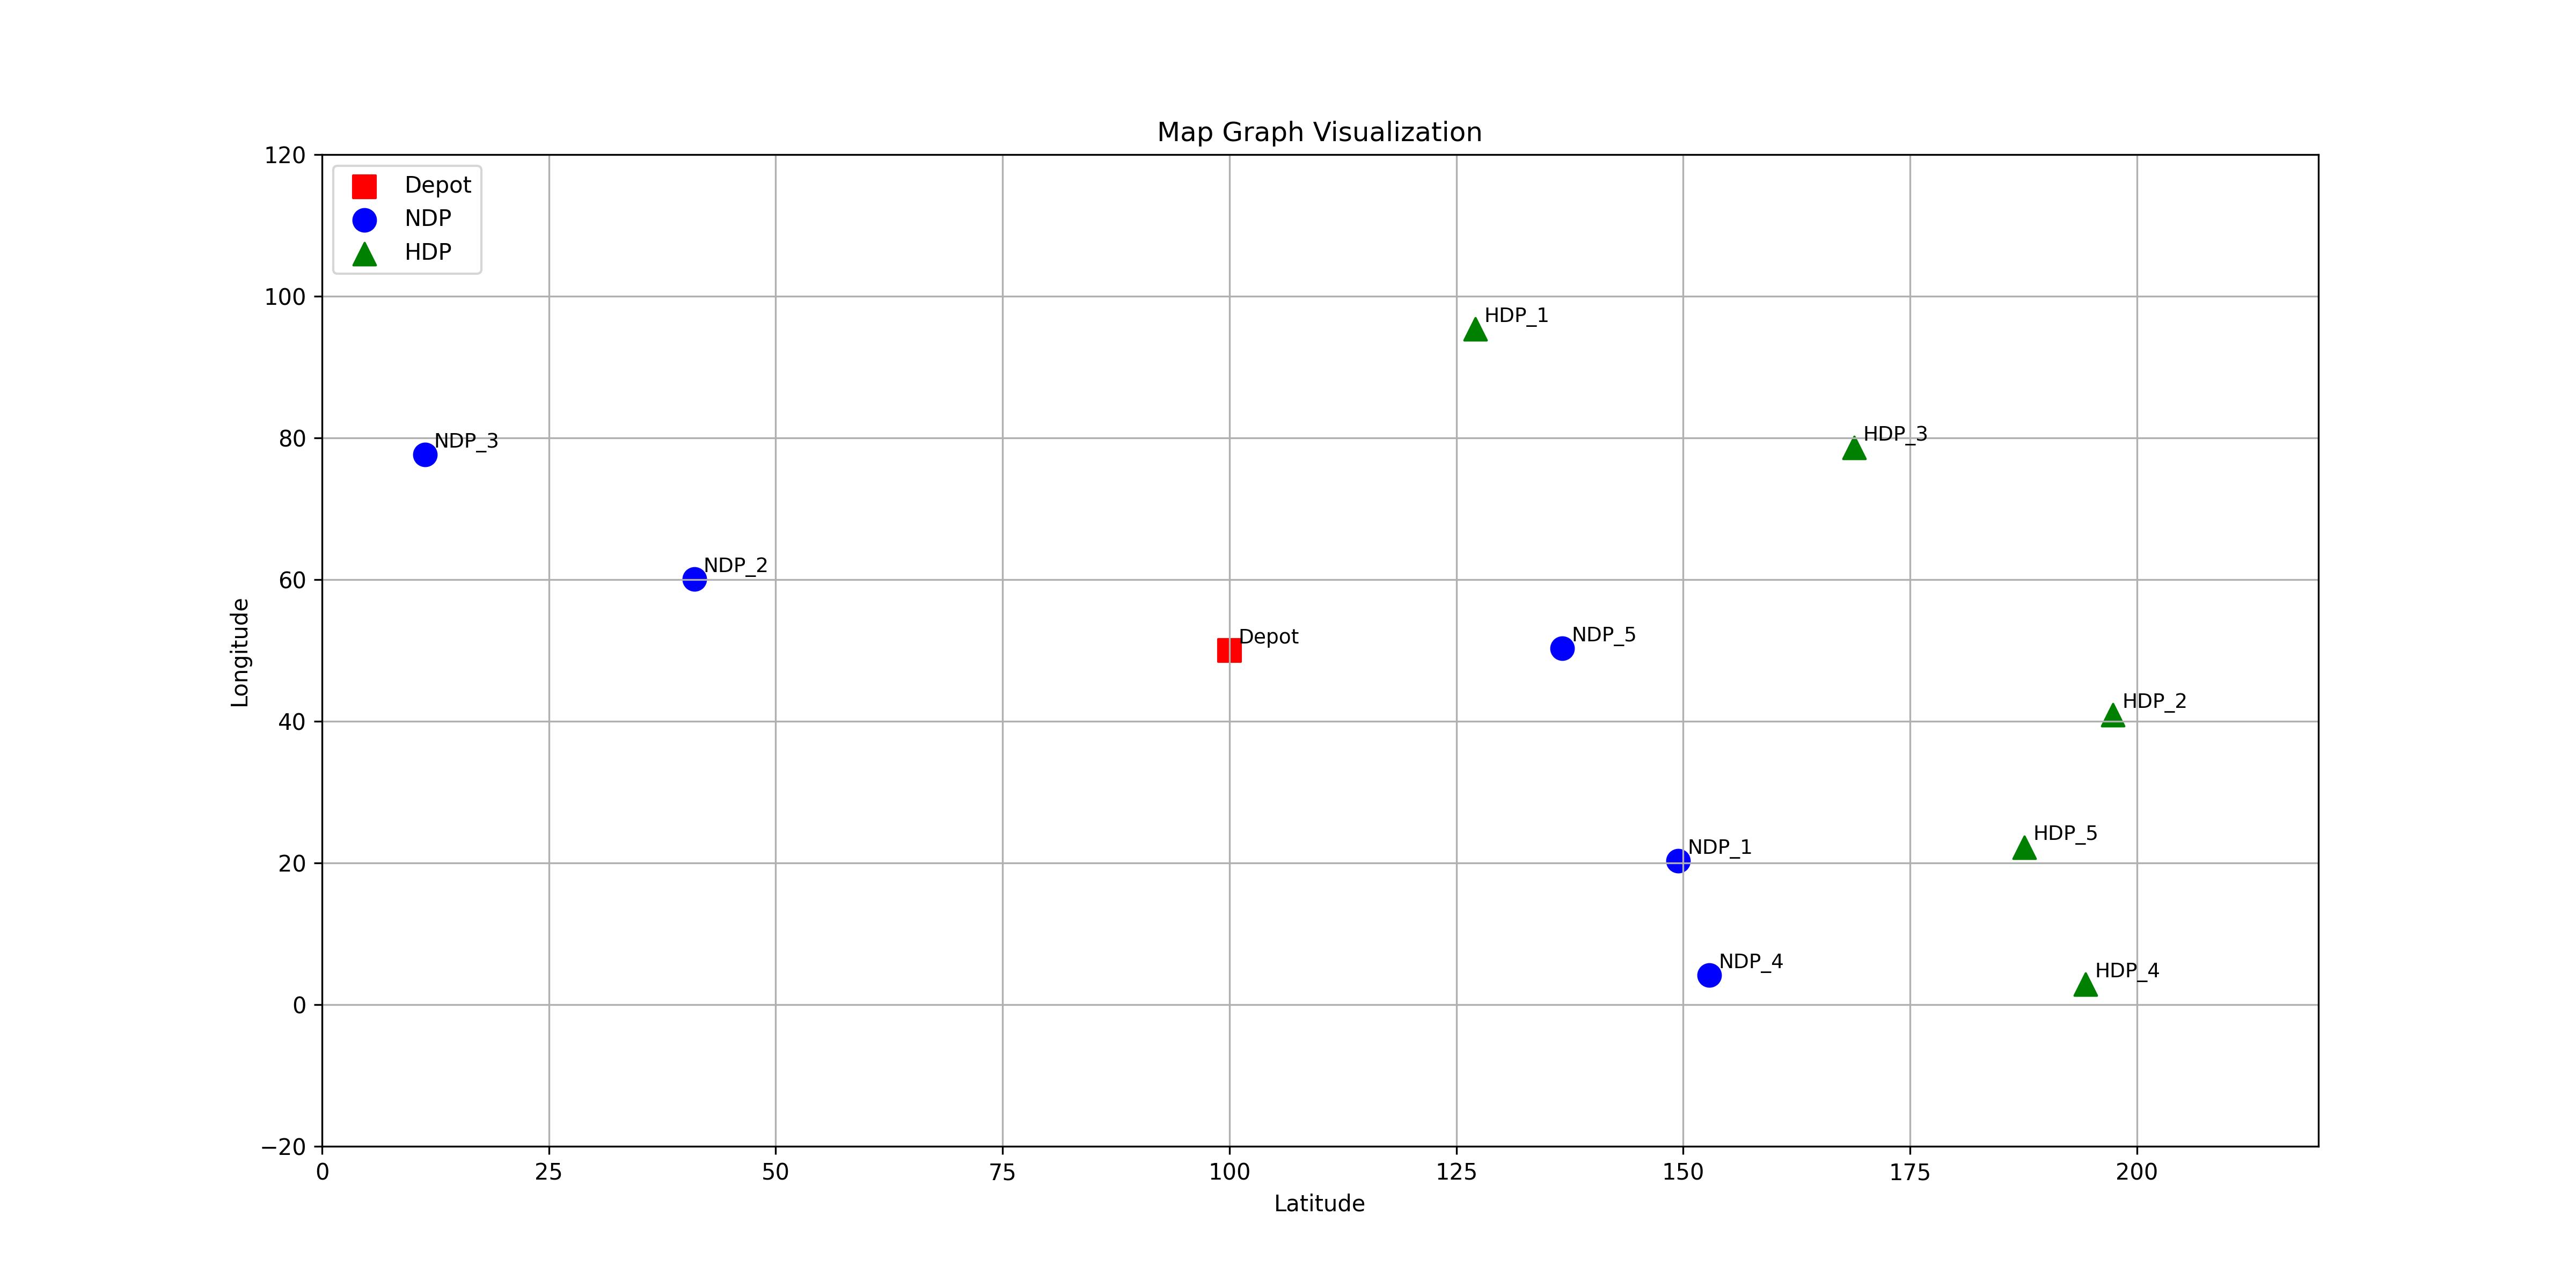 Map Graph Visualization
120
100
80
60
40
20
0
−20
Longitude
Depot
NDP
HDP
HDP_1
NDP_3
HDP_3
NDP_2
Depot
NDP_5
HDP_2
NDP_1
HDP_5
NDP_4
HDP_4
0 25 50 75 100 125 150 175 200
Latitude